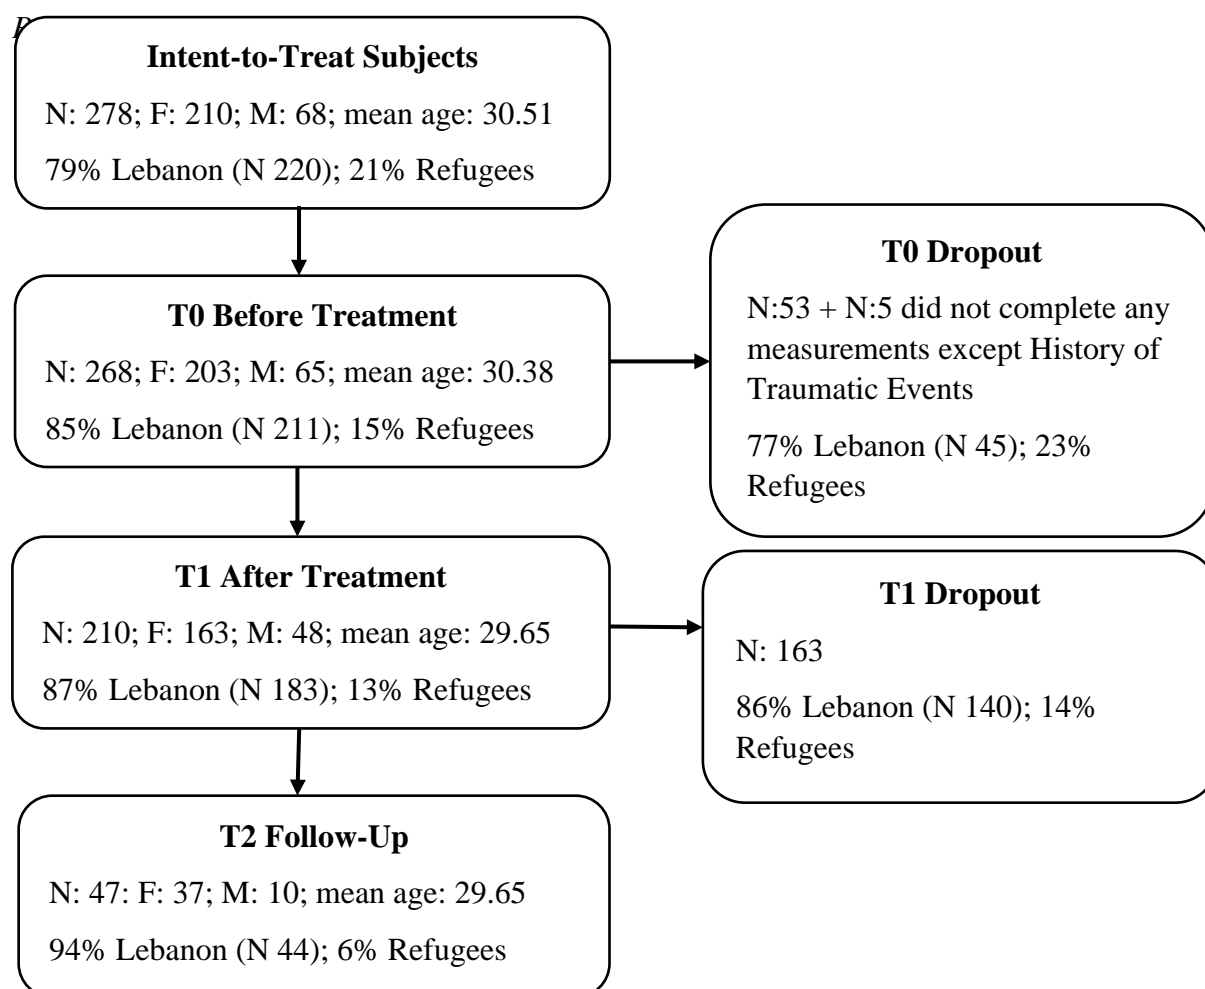 Intent-to-Treat Subjects
N: 278; F: 210; M: 68; mean age: 30.51
79% Lebanon (N 220); 21% Refugees
T0 Before Treatment
N: 268; F: 203; M: 65; mean age: 30.38
85% Lebanon (N 211); 15% Refugees
T0 Dropout
N:53 + N:5 did not complete any
measurements except History of
Traumatic Events
77% Lebanon (N 45); 23%
Refugees
T1 After Treatment
N: 210; F: 163; M: 48; mean age: 29.65
87% Lebanon (N 183); 13% Refugees
T1 Dropout
N: 163
86% Lebanon (N 140); 14%
Refugees
T2 Follow-Up
N: 47: F: 37; M: 10; mean age: 29.65
94% Lebanon (N 44); 6% Refugees